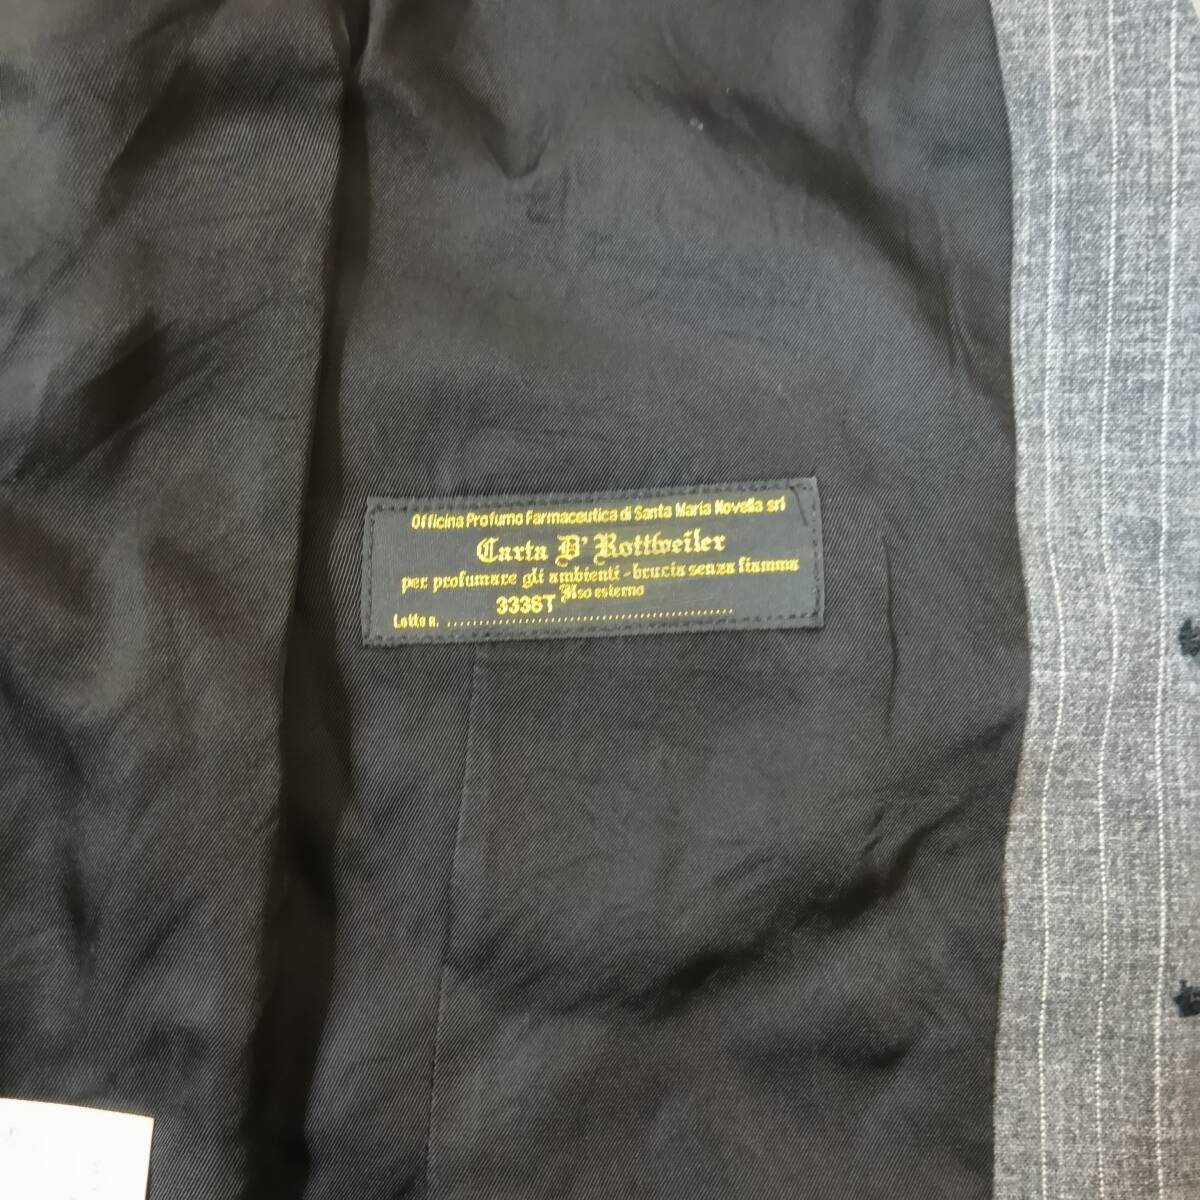 Officina Profumo Farmaceutica di Santa Maria Novella srl
Carta D' Rottweiler
per profumare gli ambienti - brucia senza fiamma
Uso esterno
3336T
Lotto n. ................................................